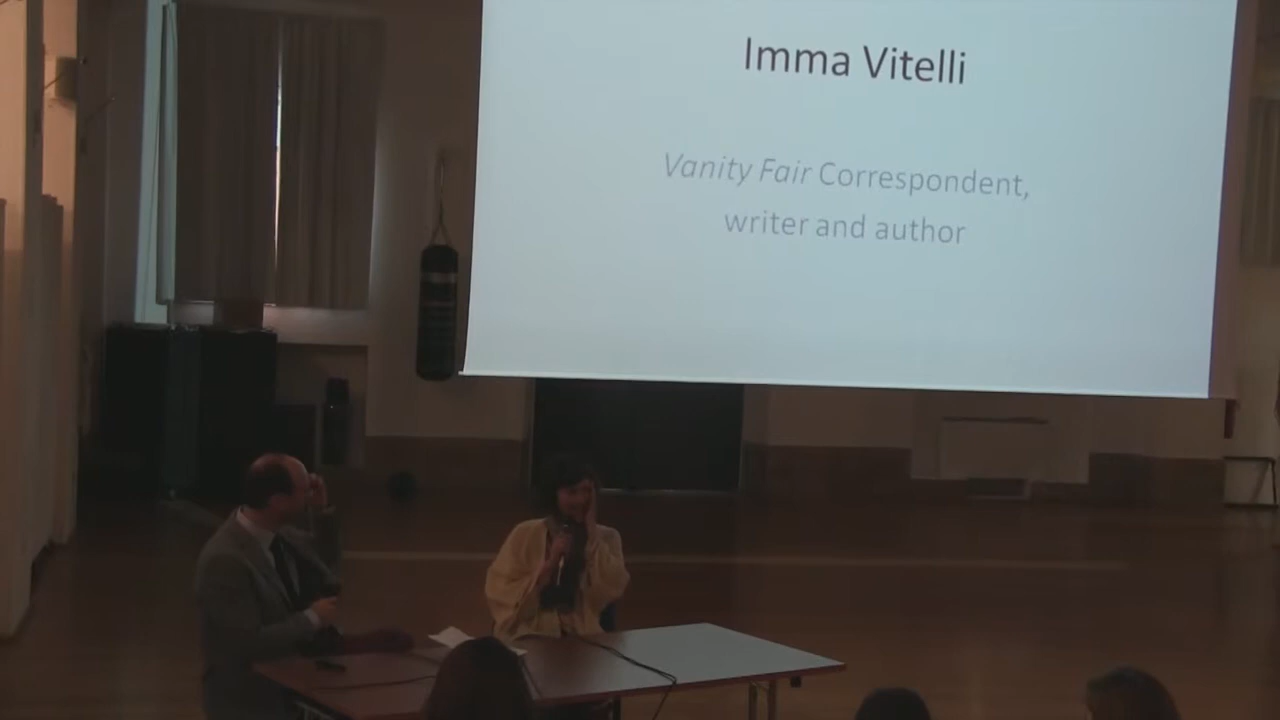 Imma Vitelli
Vanity Fair Correspondent,
writer and author